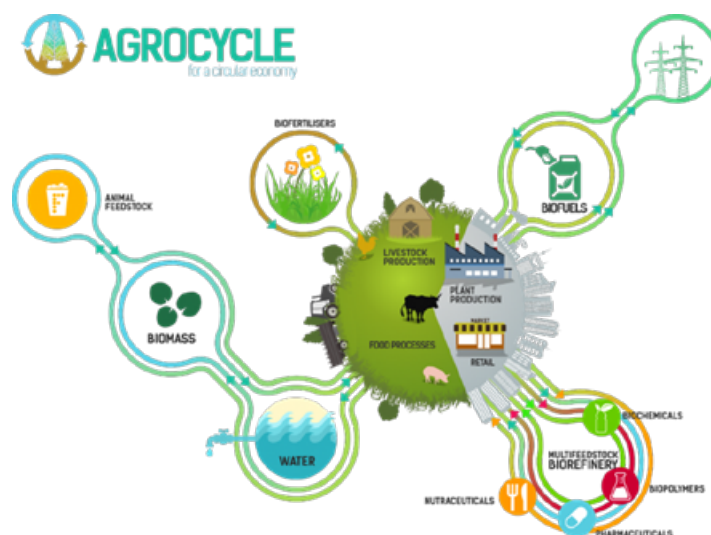 AGROCYCLE
for a circular economy
BIOFERTILISERS
ANIMAL
FEEDSTOCK
BIOFUELS
LIVESTOCK
PRODUCTION
PLANT
PRODUCTION
BIOMASS
MARKET
FOOD PROCESSES
RETAIL
WATER
BIOCHEMICALS
MULTIFEEDSTOCK
BIOREFINERY
BIOPOLYMERS
NUTRACEUTICALS
PHARMACEUTICALS